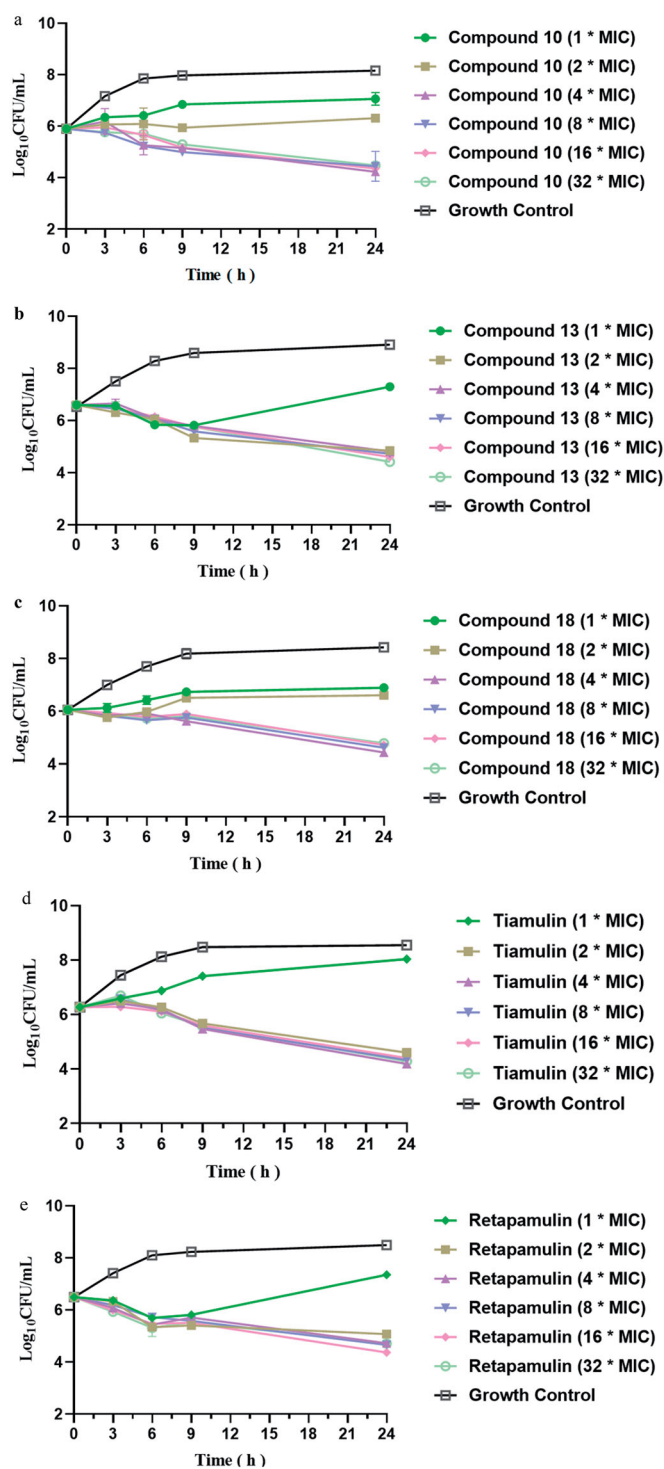 a
10
8
6
4
2
Log10CFU/mL
0 3 6 9 12 15 18 21 24
Time ( h )
Compound 10 (1 * MIC)
Compound 10 (2 * MIC)
Compound 10 (4 * MIC)
Compound 10 (8 * MIC)
Compound 10 (16 * MIC)
Compound 10 (32 * MIC)
Growth Control
b
10
8
6
4
2
Log10CFU/mL
0 3 6 9 12 15 18 21 24
Time ( h )
Compound 13 (1 * MIC)
Compound 13 (2 * MIC)
Compound 13 (4 * MIC)
Compound 13 (8 * MIC)
Compound 13 (16 * MIC)
Compound 13 (32 * MIC)
Growth Control
c
10
8
6
4
2
Log10CFU/mL
0 3 6 9 12 15 18 21 24
Time ( h )
Compound 18 (1 * MIC)
Compound 18 (2 * MIC)
Compound 18 (4 * MIC)
Compound 18 (8 * MIC)
Compound 18 (16 * MIC)
Compound 18 (32 * MIC)
Growth Control
d
10
8
6
4
2
Log10CFU/mL
0 3 6 9 12 15 18 21 24
Time ( h )
Tiamulin (1 * MIC)
Tiamulin (2 * MIC)
Tiamulin (4 * MIC)
Tiamulin (8 * MIC)
Tiamulin (16 * MIC)
Tiamulin (32 * MIC)
Growth Control
e
10
8
6
4
2
Log10CFU/mL
0 3 6 9 12 15 18 21 24
Time ( h )
Retapamulin (1 * MIC)
Retapamulin (2 * MIC)
Retapamulin (4 * MIC)
Retapamulin (8 * MIC)
Retapamulin (16 * MIC)
Retapamulin (32 * MIC)
Growth Control